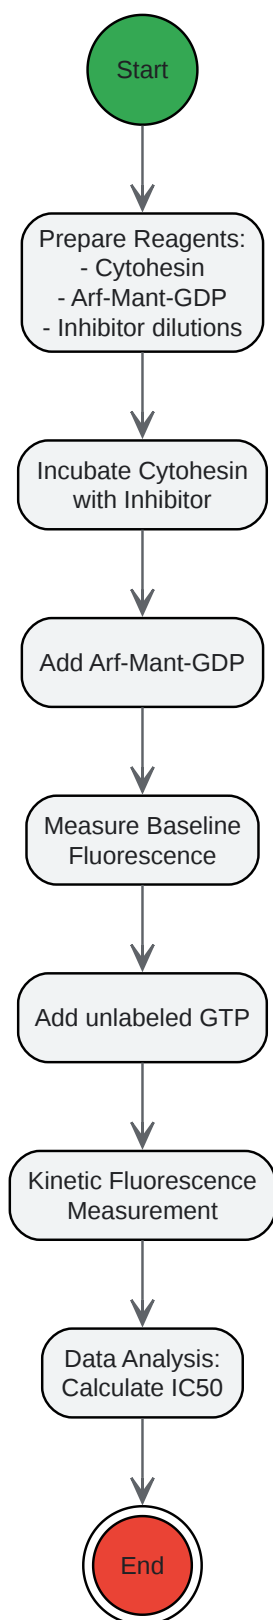 Start
Prepare Reagents:
- Cytohesin
- Arf-Mant-GDP
- Inhibitor dilutions
Incubate Cytohesin
with Inhibitor
Add Arf-Mant-GDP
Measure Baseline
Fluorescence
Add unlabeled GTP
Kinetic Fluorescence
Measurement
Data Analysis:
Calculate IC50
End